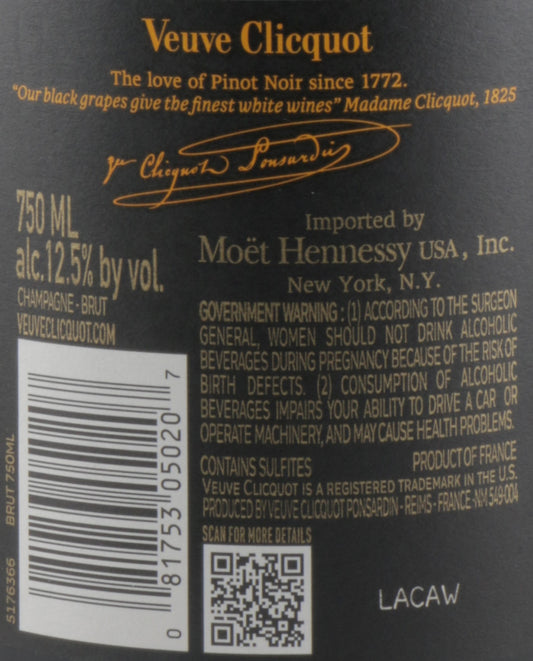 Veuve Clicquot
The love of Pinot Noir since 1772.
"Our black grapes give the finest white wines" Madame Clicquot, 1825
Vve Clicquot Ponsardin
750 ML
alc.12.5% by vol.
CHAMPAGNE - BRUT
VEUVECLICQUOT.COM
Imported by
Moët Hennessy USA, Inc.
New York, N.Y.
GOVERNMENT WARNING : (1) ACCORDING TO THE SURGEON
GENERAL, WOMEN SHOULD NOT DRINK ALCOHOLIC
BEVERAGES DURING PREGNANCY BECAUSE OF THE RISK OF
BIRTH DEFECTS. (2) CONSUMPTION OF ALCOHOLIC
BEVERAGES IMPAIRS YOUR ABILITY TO DRIVE A CAR OR
OPERATE MACHINERY, AND MAY CAUSE HEALTH PROBLEMS.
CONTAINS SULFITES PRODUCT OF FRANCE
VEUVE CLICQUOT IS A REGISTERED TRADEMARK IN THE U.S.
PRODUCED BY VEUVE CLICQUOT PONSARDIN - REIMS - FRANCE - NM 549-004
SCAN FOR MORE DETAILS
5176366 BRUT 750ML
0 81753 05020 7
LACAW